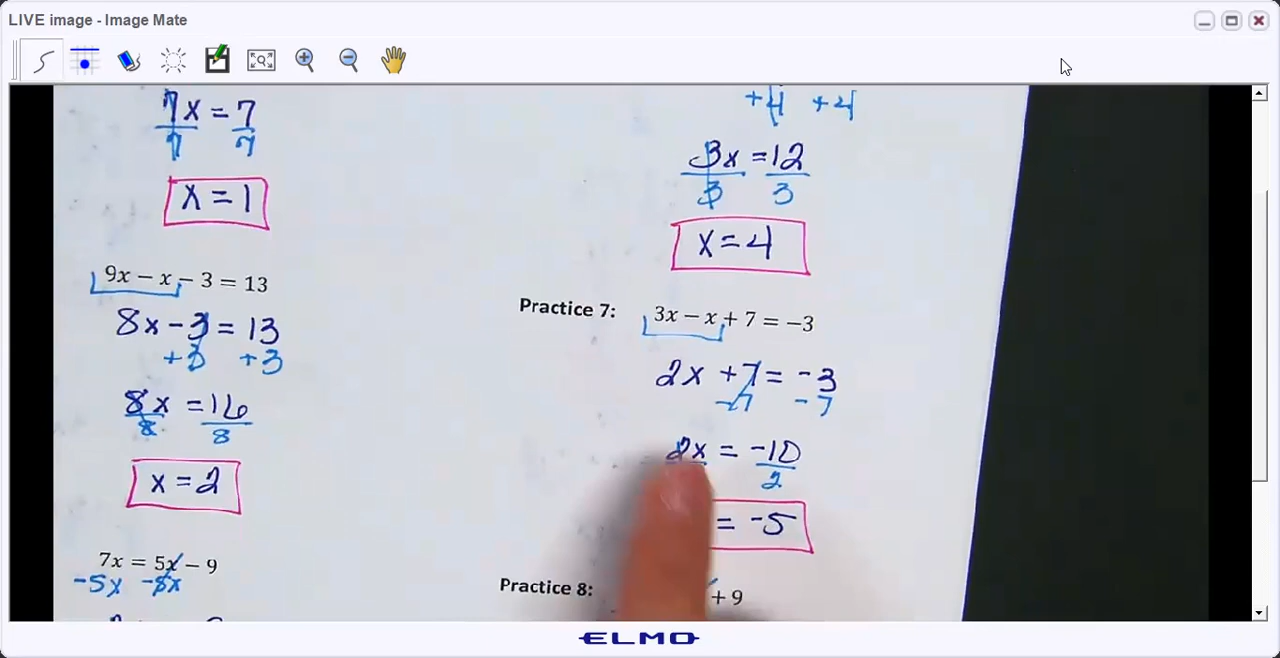 LIVE image - Image Mate
7x = 7
7 7
x = 1
9x − x − 3 = 13
8x - 3 = 13
+3 +3
8x = 16
8 8
x = 2
7x = 5x − 9
-5x -5x
+4 +4
3x = 12
3 3
x = 4
Practice 7: 3x − x + 7 = −3
2x + 7 = -3
-7 -7
2x = -10
2
= -5
Practice 8: + 9
ELMO